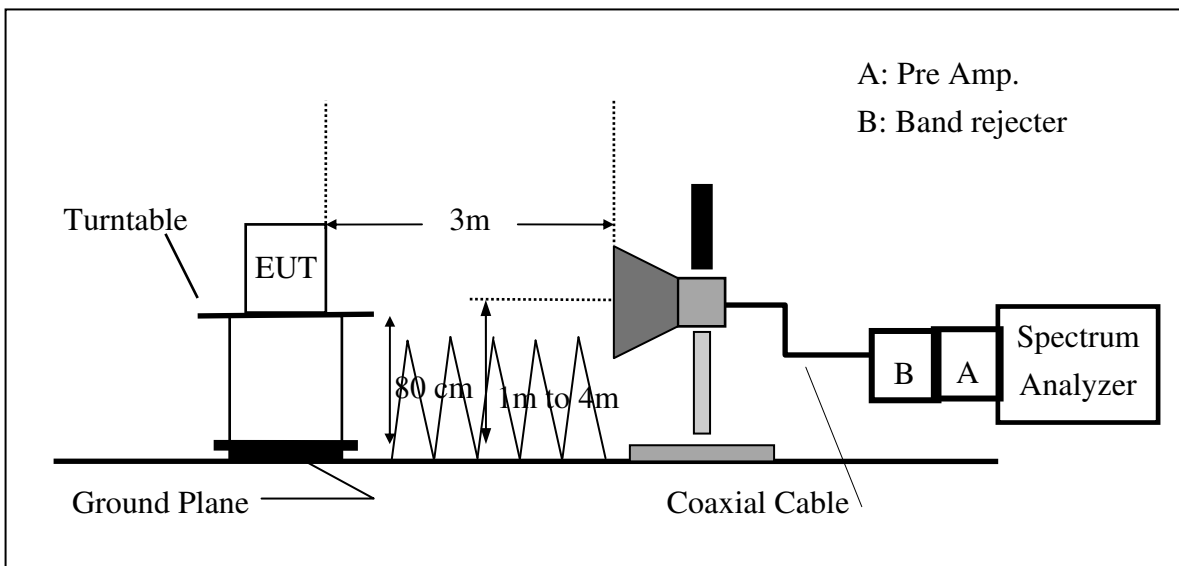 A: Pre Amp.
B: Band rejecter
Turntable
3m
EUT
80 cm
1m to 4m
B
A
Spectrum
Analyzer
Ground Plane
Coaxial Cable